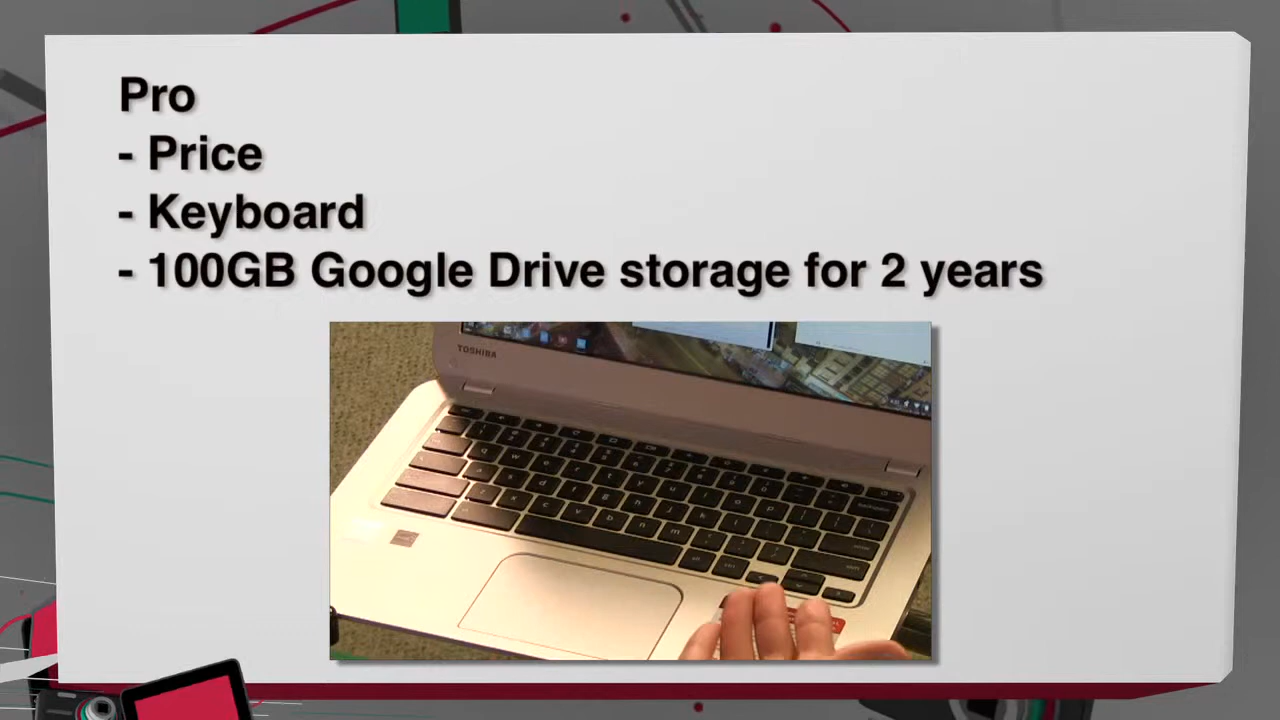 Pro
- Price
- Keyboard
- 100GB Google Drive storage for 2 years
TOSHIBA